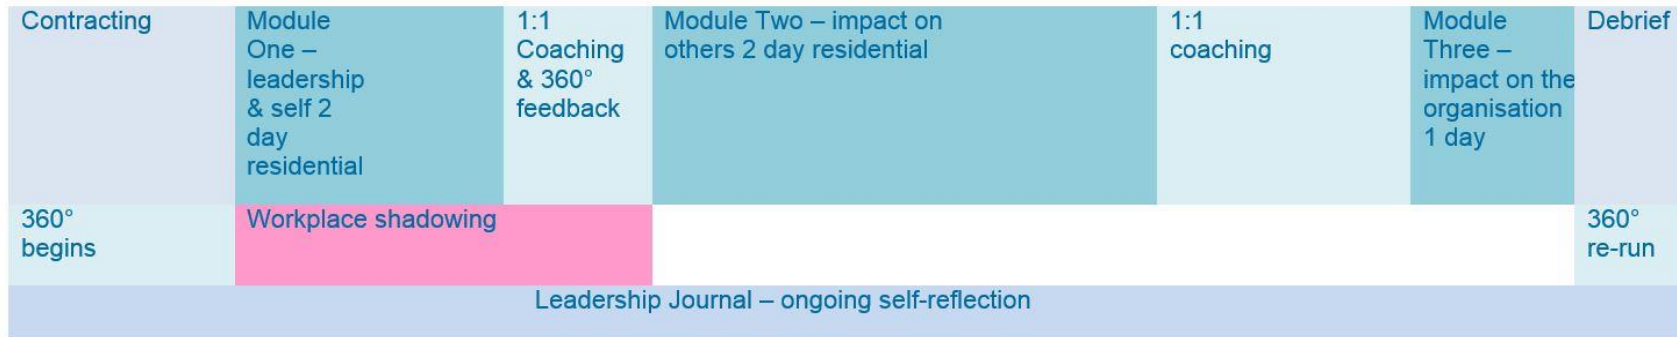 Contracting
Module
One –
leadership
& self 2
day
residential
1:1
Coaching
& 360°
feedback
Module Two – impact on
others 2 day residential
1:1
coaching
Module
Three –
impact on the
organisation
1 day
Debrief
360°
begins
Workplace shadowing
360°
re-run
Leadership Journal – ongoing self-reflection